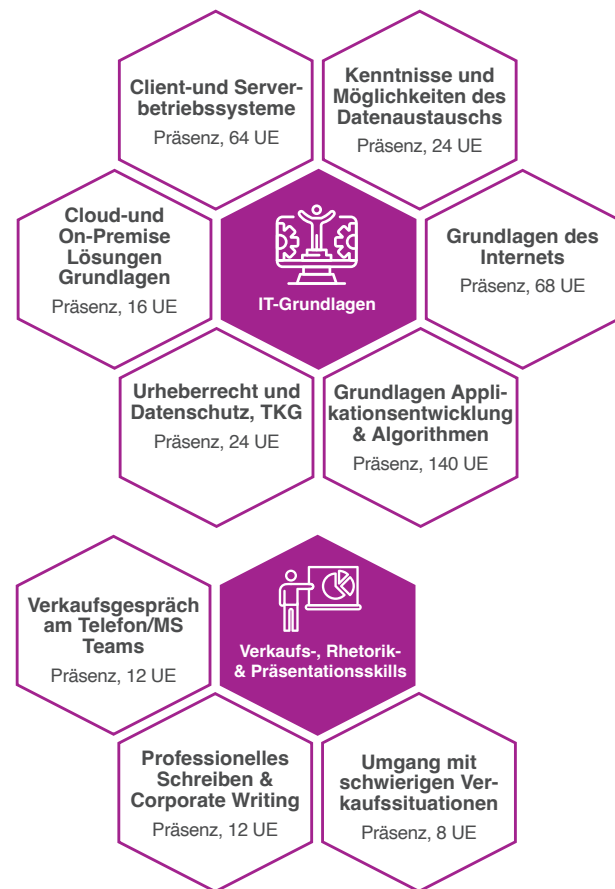 Client-und Server-
betriebssysteme
Präsenz, 64 UE
Kenntnisse und
Möglichkeiten des
Datenaustauschs
Präsenz, 24 UE
Cloud-und
On-Premise
Lösungen
Grundlagen
Präsenz, 16 UE
IT-Grundlagen
Grundlagen des
Internets
Präsenz, 68 UE
Urheberrecht und
Datenschutz, TKG
Präsenz, 24 UE
Grundlagen Appli-
kationsentwicklung
& Algorithmen
Präsenz, 140 UE
Verkaufsgespräch
am Telefon/MS
Teams
Präsenz, 12 UE
Verkaufs-, Rhetorik-
& Präsentationsskills
Professionelles
Schreiben &
Corporate Writing
Präsenz, 12 UE
Umgang mit
schwierigen Ver-
kaufssituationen
Präsenz, 8 UE